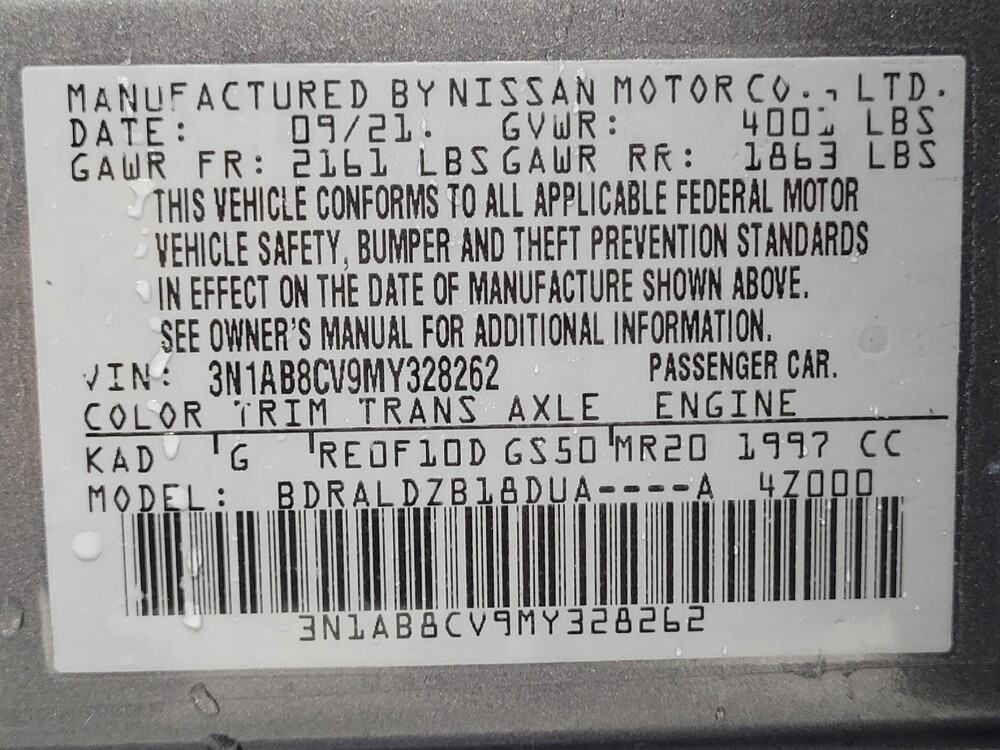 MANUFACTURED BY NISSAN MOTOR CO., LTD.
DATE: 09/21. GVWR: 4001 LBS
GAWR FR: 2161 LBS GAWR RR: 1863 LBS
THIS VEHICLE CONFORMS TO ALL APPLICABLE FEDERAL MOTOR
VEHICLE SAFETY, BUMPER AND THEFT PREVENTION STANDARDS
IN EFFECT ON THE DATE OF MANUFACTURE SHOWN ABOVE.
SEE OWNER'S MANUAL FOR ADDITIONAL INFORMATION.
VIN: 3N1AB8CV9MY328262 PASSENGER CAR.
COLOR TRIM TRANS AXLE ENGINE
KAD G RE0F10D GS50 MR20 1997 CC
MODEL: BDRALDZB18DUA----A 4Z000
3N1AB8CV9MY328262